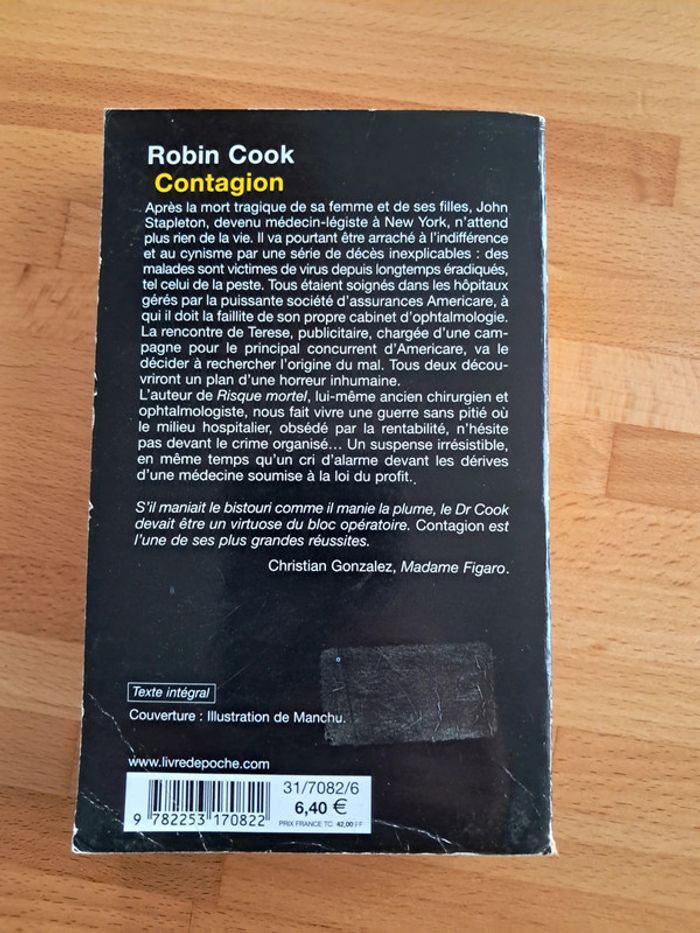 Robin Cook
Contagion
Après la mort tragique de sa femme et de ses filles, John
Stapleton, devenu médecin-légiste à New York, n'attend
plus rien de la vie. Il va pourtant être arraché à l'indifférence
et au cynisme par une série de décès inexplicables : des
malades sont victimes de virus depuis longtemps éradiqués,
tel celui de la peste. Tous étaient soignés dans les hôpitaux
gérés par la puissante société d'assurances Americare, à
qui il doit la faillite de son propre cabinet d'ophtalmologie.
La rencontre de Terese, publicitaire, chargée d'une cam-
pagne pour le principal concurrent d'Americare, va le
décider à rechercher l'origine du mal. Tous deux décou-
vriront un plan d'une horreur inhumaine.
L'auteur de Risque mortel, lui-même ancien chirurgien et
ophtalmologiste, nous fait vivre une guerre sans pitié où
le milieu hospitalier, obsédé par la rentabilité, n'hésite
pas devant le crime organisé... Un suspense irrésistible,
en même temps qu'un cri d'alarme devant les dérives
d'une médecine soumise à la loi du profit.
S'il maniait le bistouri comme il manie la plume, le Dr Cook
devait être un virtuose du bloc opératoire. Contagion est
l'une de ses plus grandes réussites.
Christian Gonzalez, Madame Figaro.
Texte intégral
Couverture : Illustration de Manchu.
www.livredepoche.com
31/7082/6
6,40 €
PRIX FRANCE TC 42,00 FF
9 782253 170822